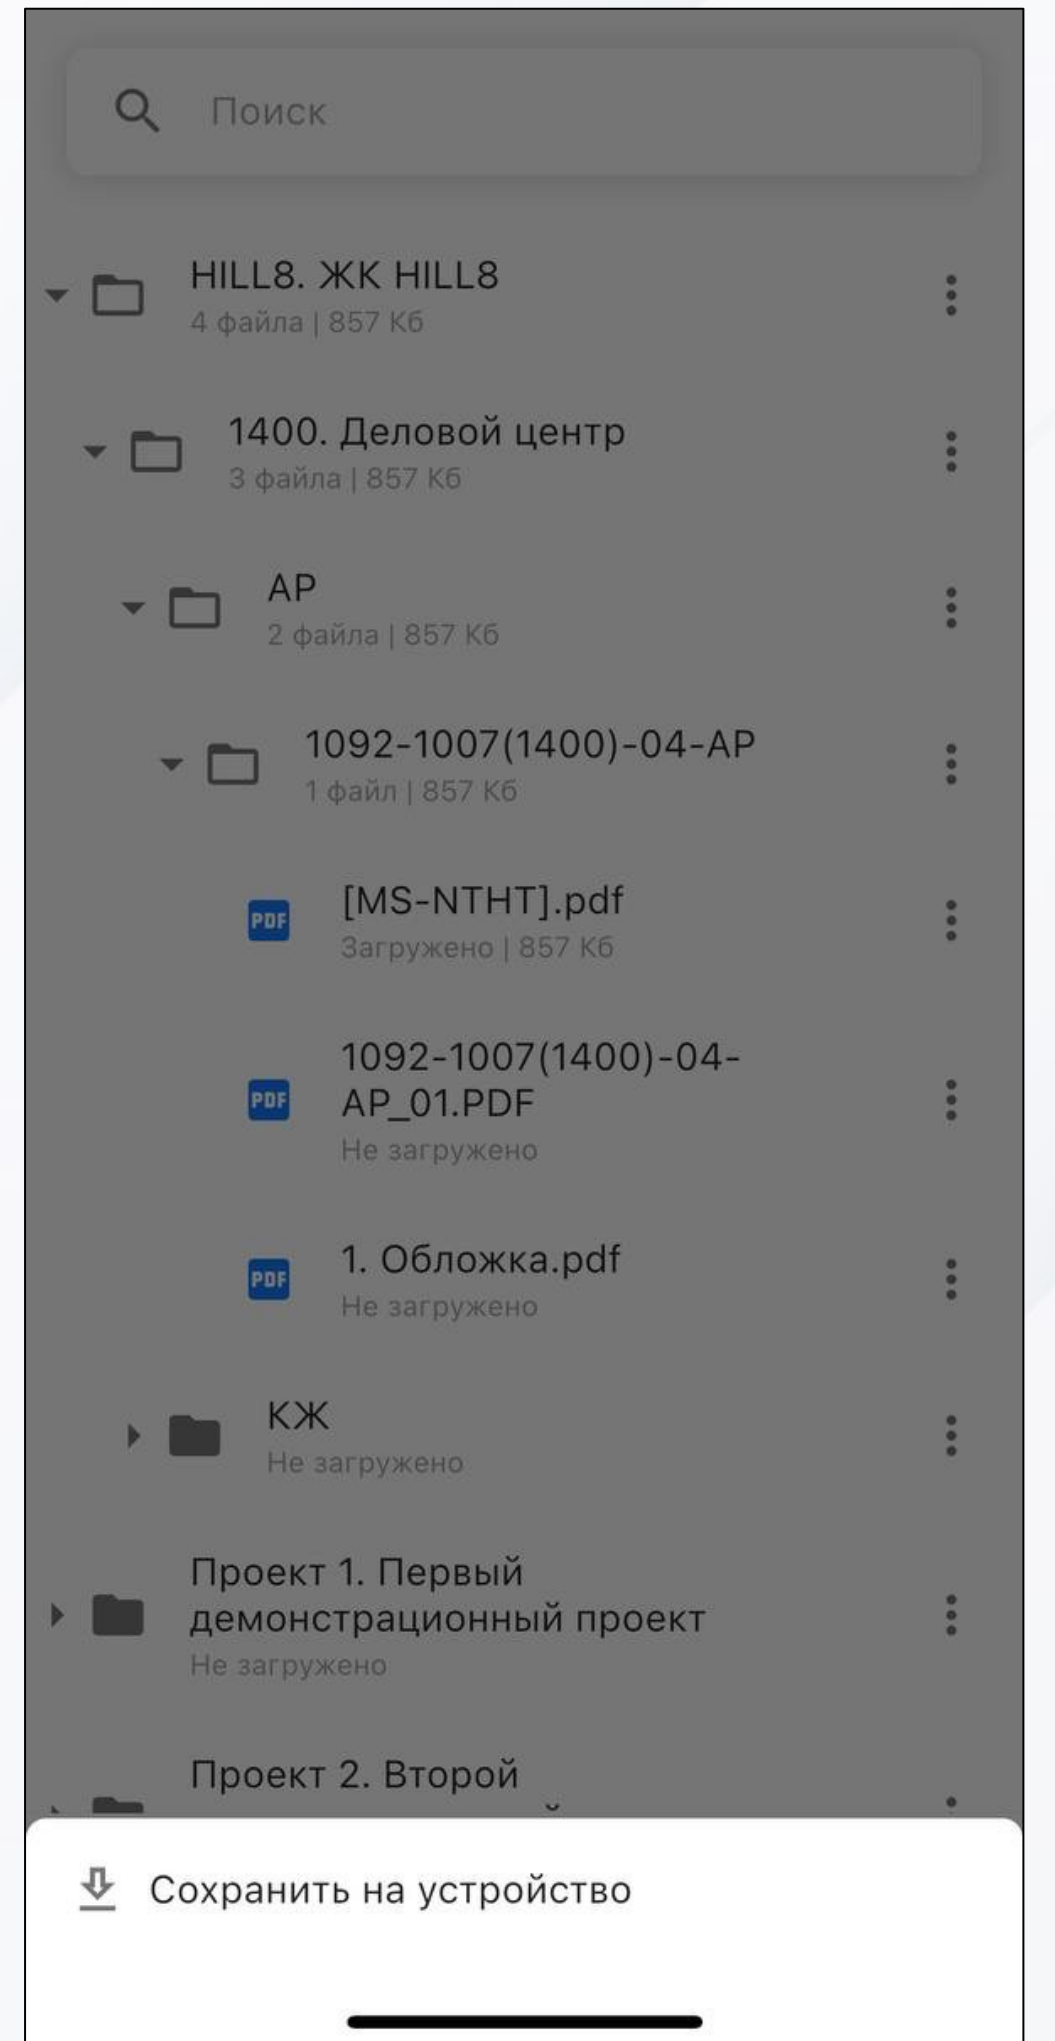 Поиск
HILL8. ЖК HILL8
4 файла | 857 Кб
1400. Деловой центр
3 файла | 857 Кб
АР
2 файла | 857 Кб
1092-1007(1400)-04-АР
1 файл | 857 Кб
PDF
[MS-NTHT].pdf
Загружено | 857 Кб
1092-1007(1400)-04-
PDF
АР_01.PDF
Не загружено
PDF
1. Обложка.pdf
Не загружено
КЖ
Не загружено
Проект 1. Первый
демонстрационный проект
Не загружено
Проект 2. Второй
Сохранить на устройство